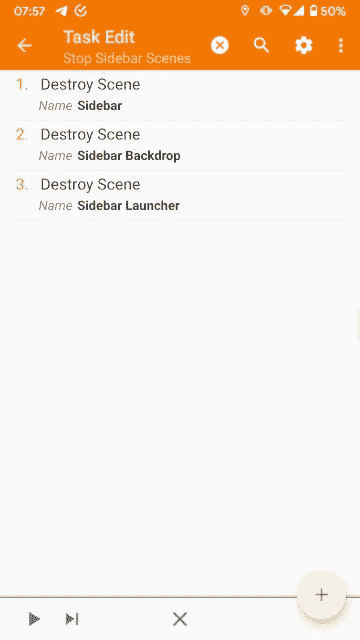 07:57 50%
Task Edit
Stop Sidebar Scenes
1. Destroy Scene
Name Sidebar
2. Destroy Scene
Name Sidebar Backdrop
3. Destroy Scene
Name Sidebar Launcher